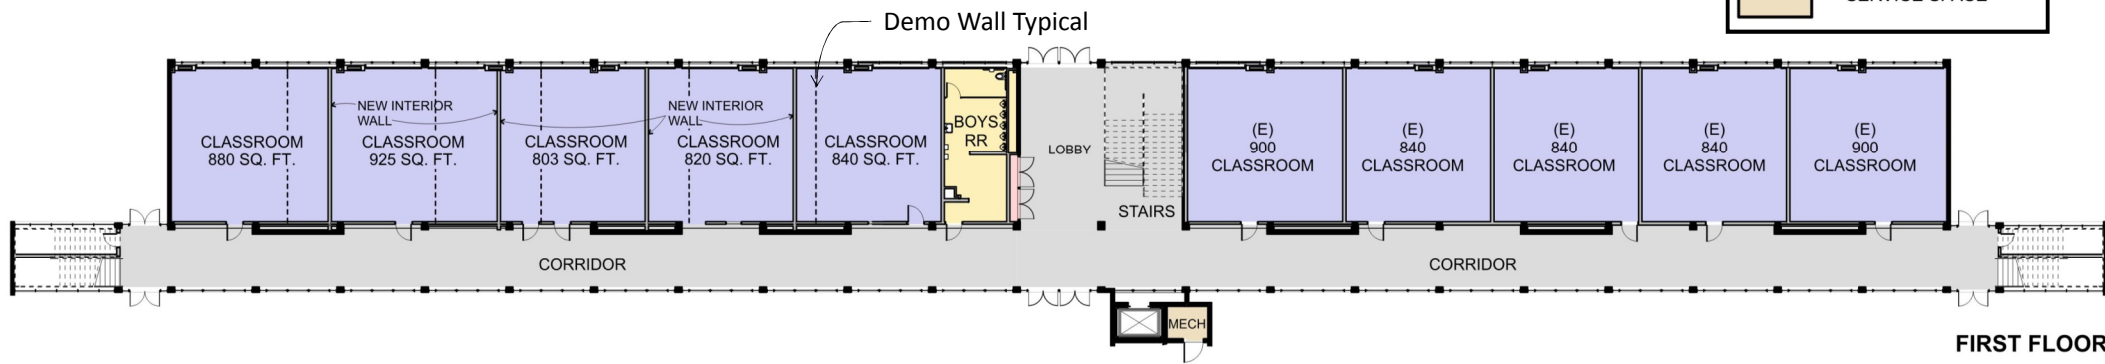 Demo Wall Typical
NEW INTERIOR
WALL
NEW INTERIOR
WALL
CLASSROOM
880 SQ. FT.
CLASSROOM
925 SQ. FT.
CLASSROOM
803 SQ. FT.
CLASSROOM
820 SQ. FT.
CLASSROOM
840 SQ. FT.
BOYS
RR
LOBBY
STAIRS
(E)
900
CLASSROOM
(E)
840
CLASSROOM
(E)
840
CLASSROOM
(E)
840
CLASSROOM
(E)
900
CLASSROOM
CORRIDOR
CORRIDOR
MECH
FIRST FLOOR